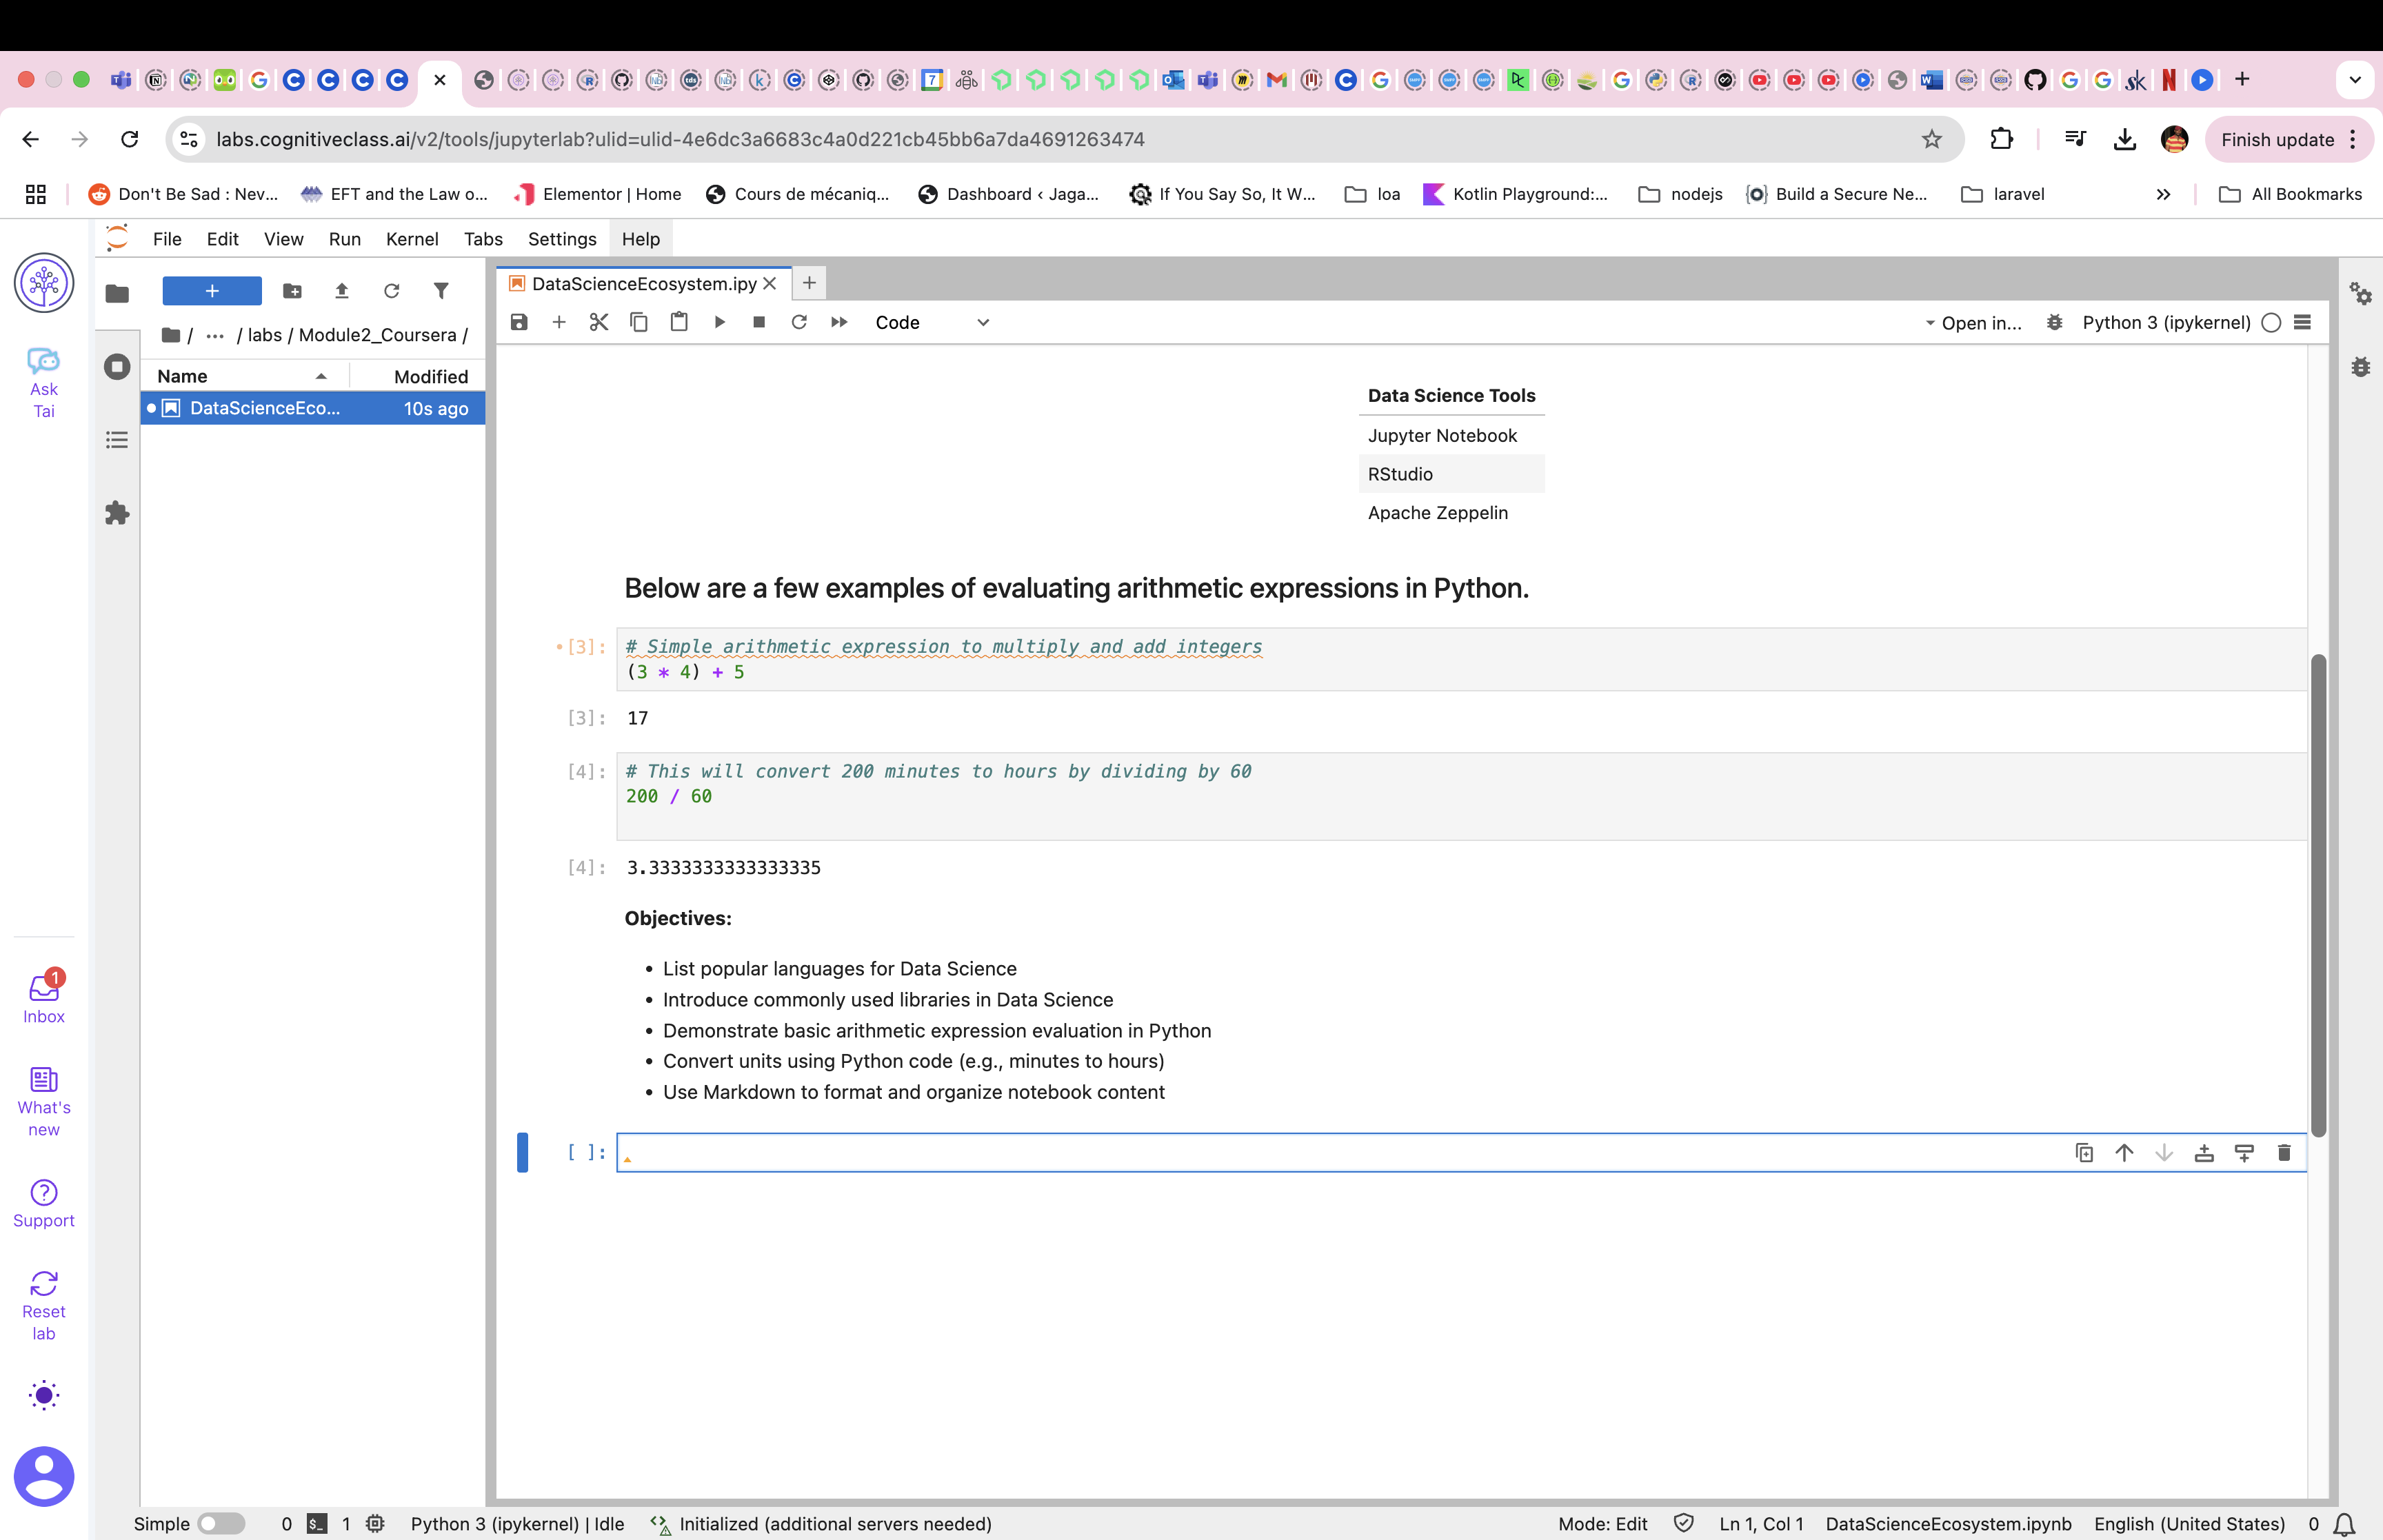 labs.cognitiveclass.ai/v2/tools/jupyterlab?ulid=ulid-4e6dc3a6683c4a0d221cb45bb6a7da4691263474
Finish update
Don't Be Sad : Nev...
EFT and the Law o...
Elementor | Home
Cours de mécaniq...
Dashboard ‹ Jaga...
If You Say So, It W...
loa
Kotlin Playground:...
nodejs
Build a Secure Ne...
laravel
All Bookmarks
File Edit View Run Kernel Tabs Settings Help
Ask
Tai
DataScienceEcosystem.ipy
/ ... / labs / Module2_Coursera /
Code
Open in...
Python 3 (ipykernel)
Name Modified
DataScienceEco... 10s ago
Data Science Tools
Jupyter Notebook
RStudio
Apache Zeppelin
Below are a few examples of evaluating arithmetic expressions in Python.
[3]: # Simple arithmetic expression to multiply and add integers
(3 * 4) + 5
[3]: 17
[4]: # This will convert 200 minutes to hours by dividing by 60
200 / 60
[4]: 3.3333333333333335
Objectives:
• List popular languages for Data Science
• Introduce commonly used libraries in Data Science
• Demonstrate basic arithmetic expression evaluation in Python
• Convert units using Python code (e.g., minutes to hours)
• Use Markdown to format and organize notebook content
[ ]:
1
Inbox
What's
new
Support
Reset
lab
Simple 0 $_ 1 Python 3 (ipykernel) | Idle Initialized (additional servers needed) Mode: Edit Ln 1, Col 1 DataScienceEcosystem.ipynb English (United States) 0